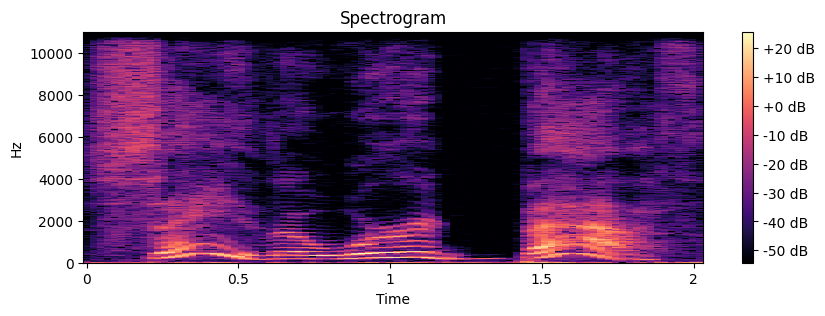 Spectrogram
10000
8000
6000
4000
2000
0
Hz
0
0.5
1
1.5
2
Time
+20 dB
+10 dB
+0 dB
-10 dB
-20 dB
-30 dB
-40 dB
-50 dB